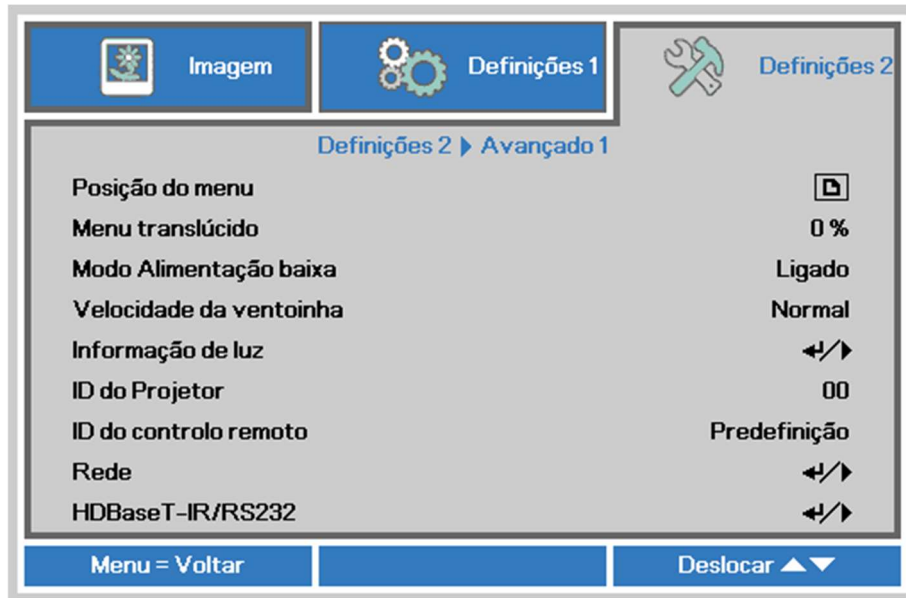 Imagem
Definições 1
Definições 2
Definições 2 ▶ Avançado 1
Posição do menu
Menu translúcido 0 %
Modo Alimentação baixa Ligado
Velocidade da ventoinha Normal
Informação de luz ↵/▶
ID do Projetor 00
ID do controlo remoto Predefinição
Rede ↵/▶
HDBaseT-IR/RS232 ↵/▶
Menu = Voltar
Deslocar ▲▼